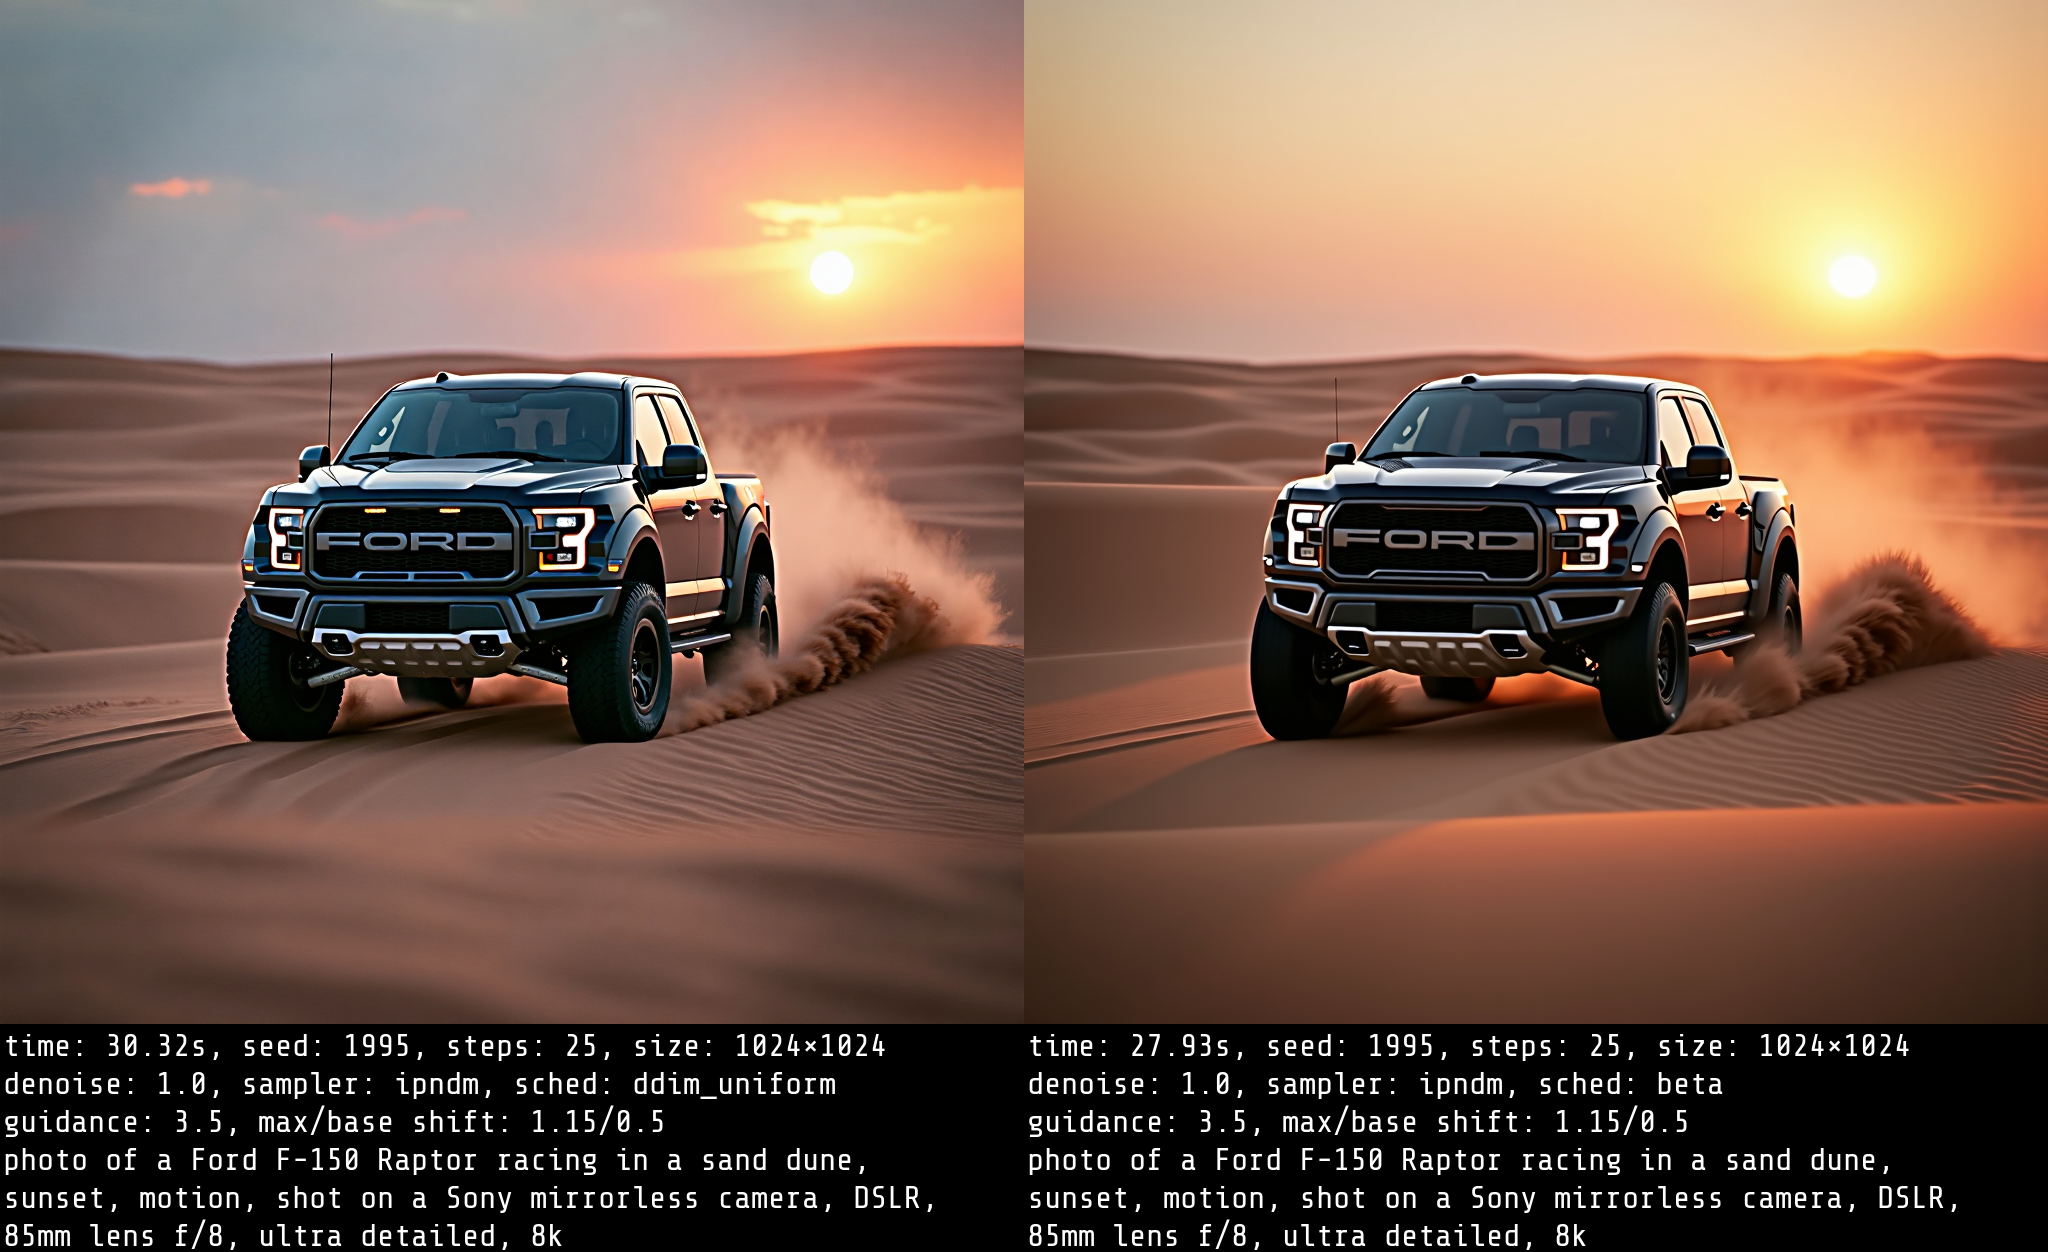 FORD
FORD
time: 30.32s, seed: 1995, steps: 25, size: 1024×1024
denoise: 1.0, sampler: ipndm, sched: ddim_uniform
guidance: 3.5, max/base shift: 1.15/0.5
photo of a Ford F-150 Raptor racing in a sand dune,
sunset, motion, shot on a Sony mirrorless camera, DSLR,
85mm lens f/8, ultra detailed, 8k
time: 27.93s, seed: 1995, steps: 25, size: 1024×1024
denoise: 1.0, sampler: ipndm, sched: beta
guidance: 3.5, max/base shift: 1.15/0.5
photo of a Ford F-150 Raptor racing in a sand dune,
sunset, motion, shot on a Sony mirrorless camera, DSLR,
85mm lens f/8, ultra detailed, 8k